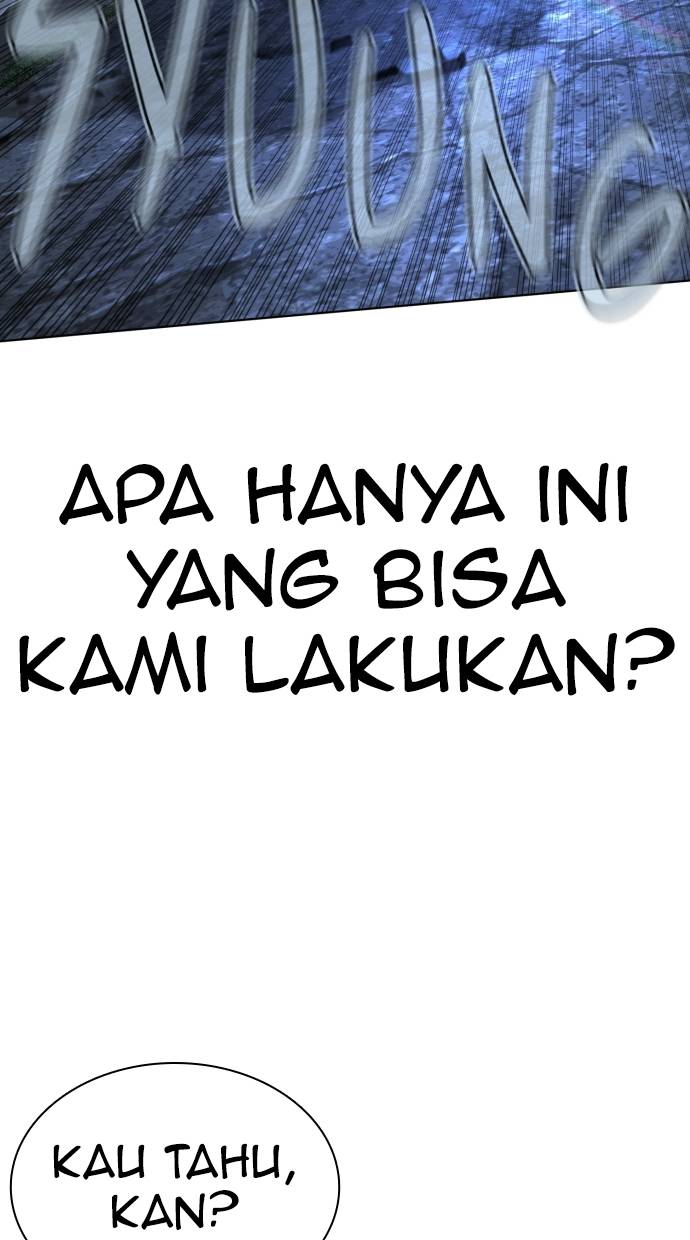 SYUUNG
APA HANYA INI
YANG BISA
KAMI LAKUKAN?
KAU TAHU,
KAN?